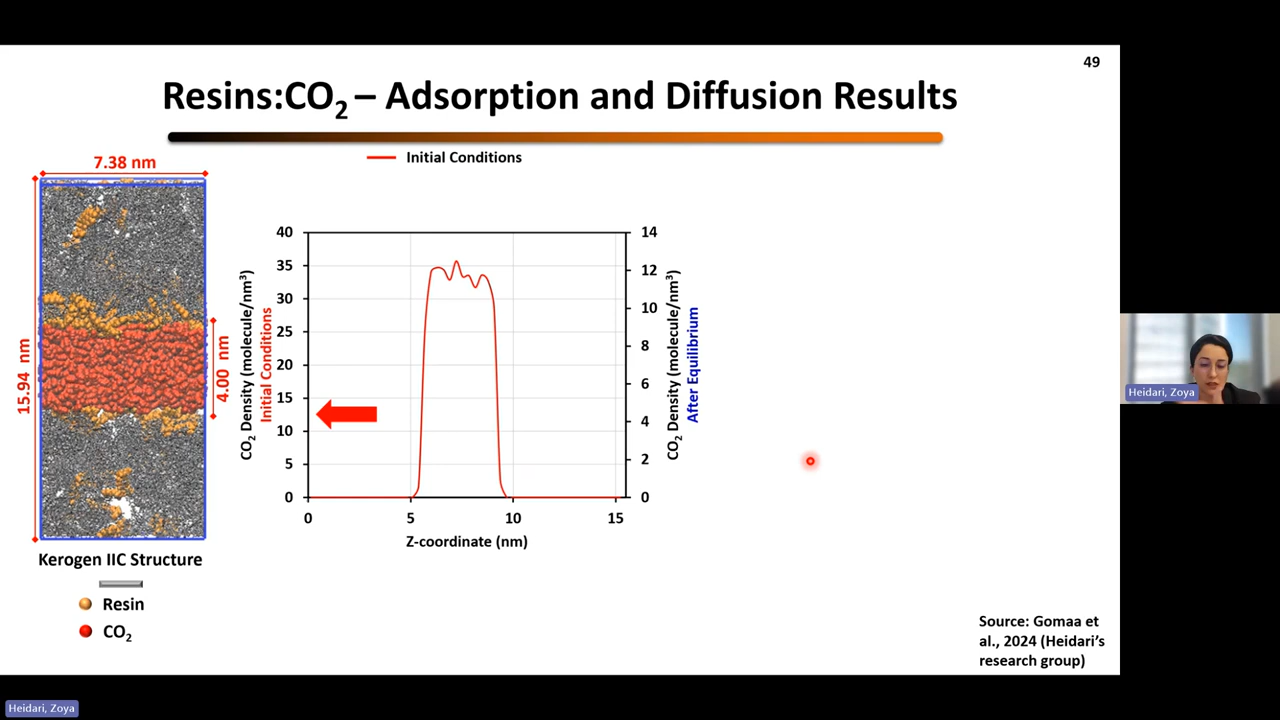 49
Resins:CO2 – Adsorption and Diffusion Results
Initial Conditions
7.38 nm
15.94 nm
4.00 nm
CO2 Density (molecule/nm3)
Initial Conditions
40
35
30
25
20
15
10
5
0
0
5
10
15
Z-coordinate (nm)
14
12
10
8
6
4
2
0
CO2 Density (molecule/nm3)
After Equilibrium
Kerogen IIC Structure
Resin
CO2
Source: Gomaa et
al., 2024 (Heidari’s
research group)
Heidari, Zoya
Heidari, Zoya